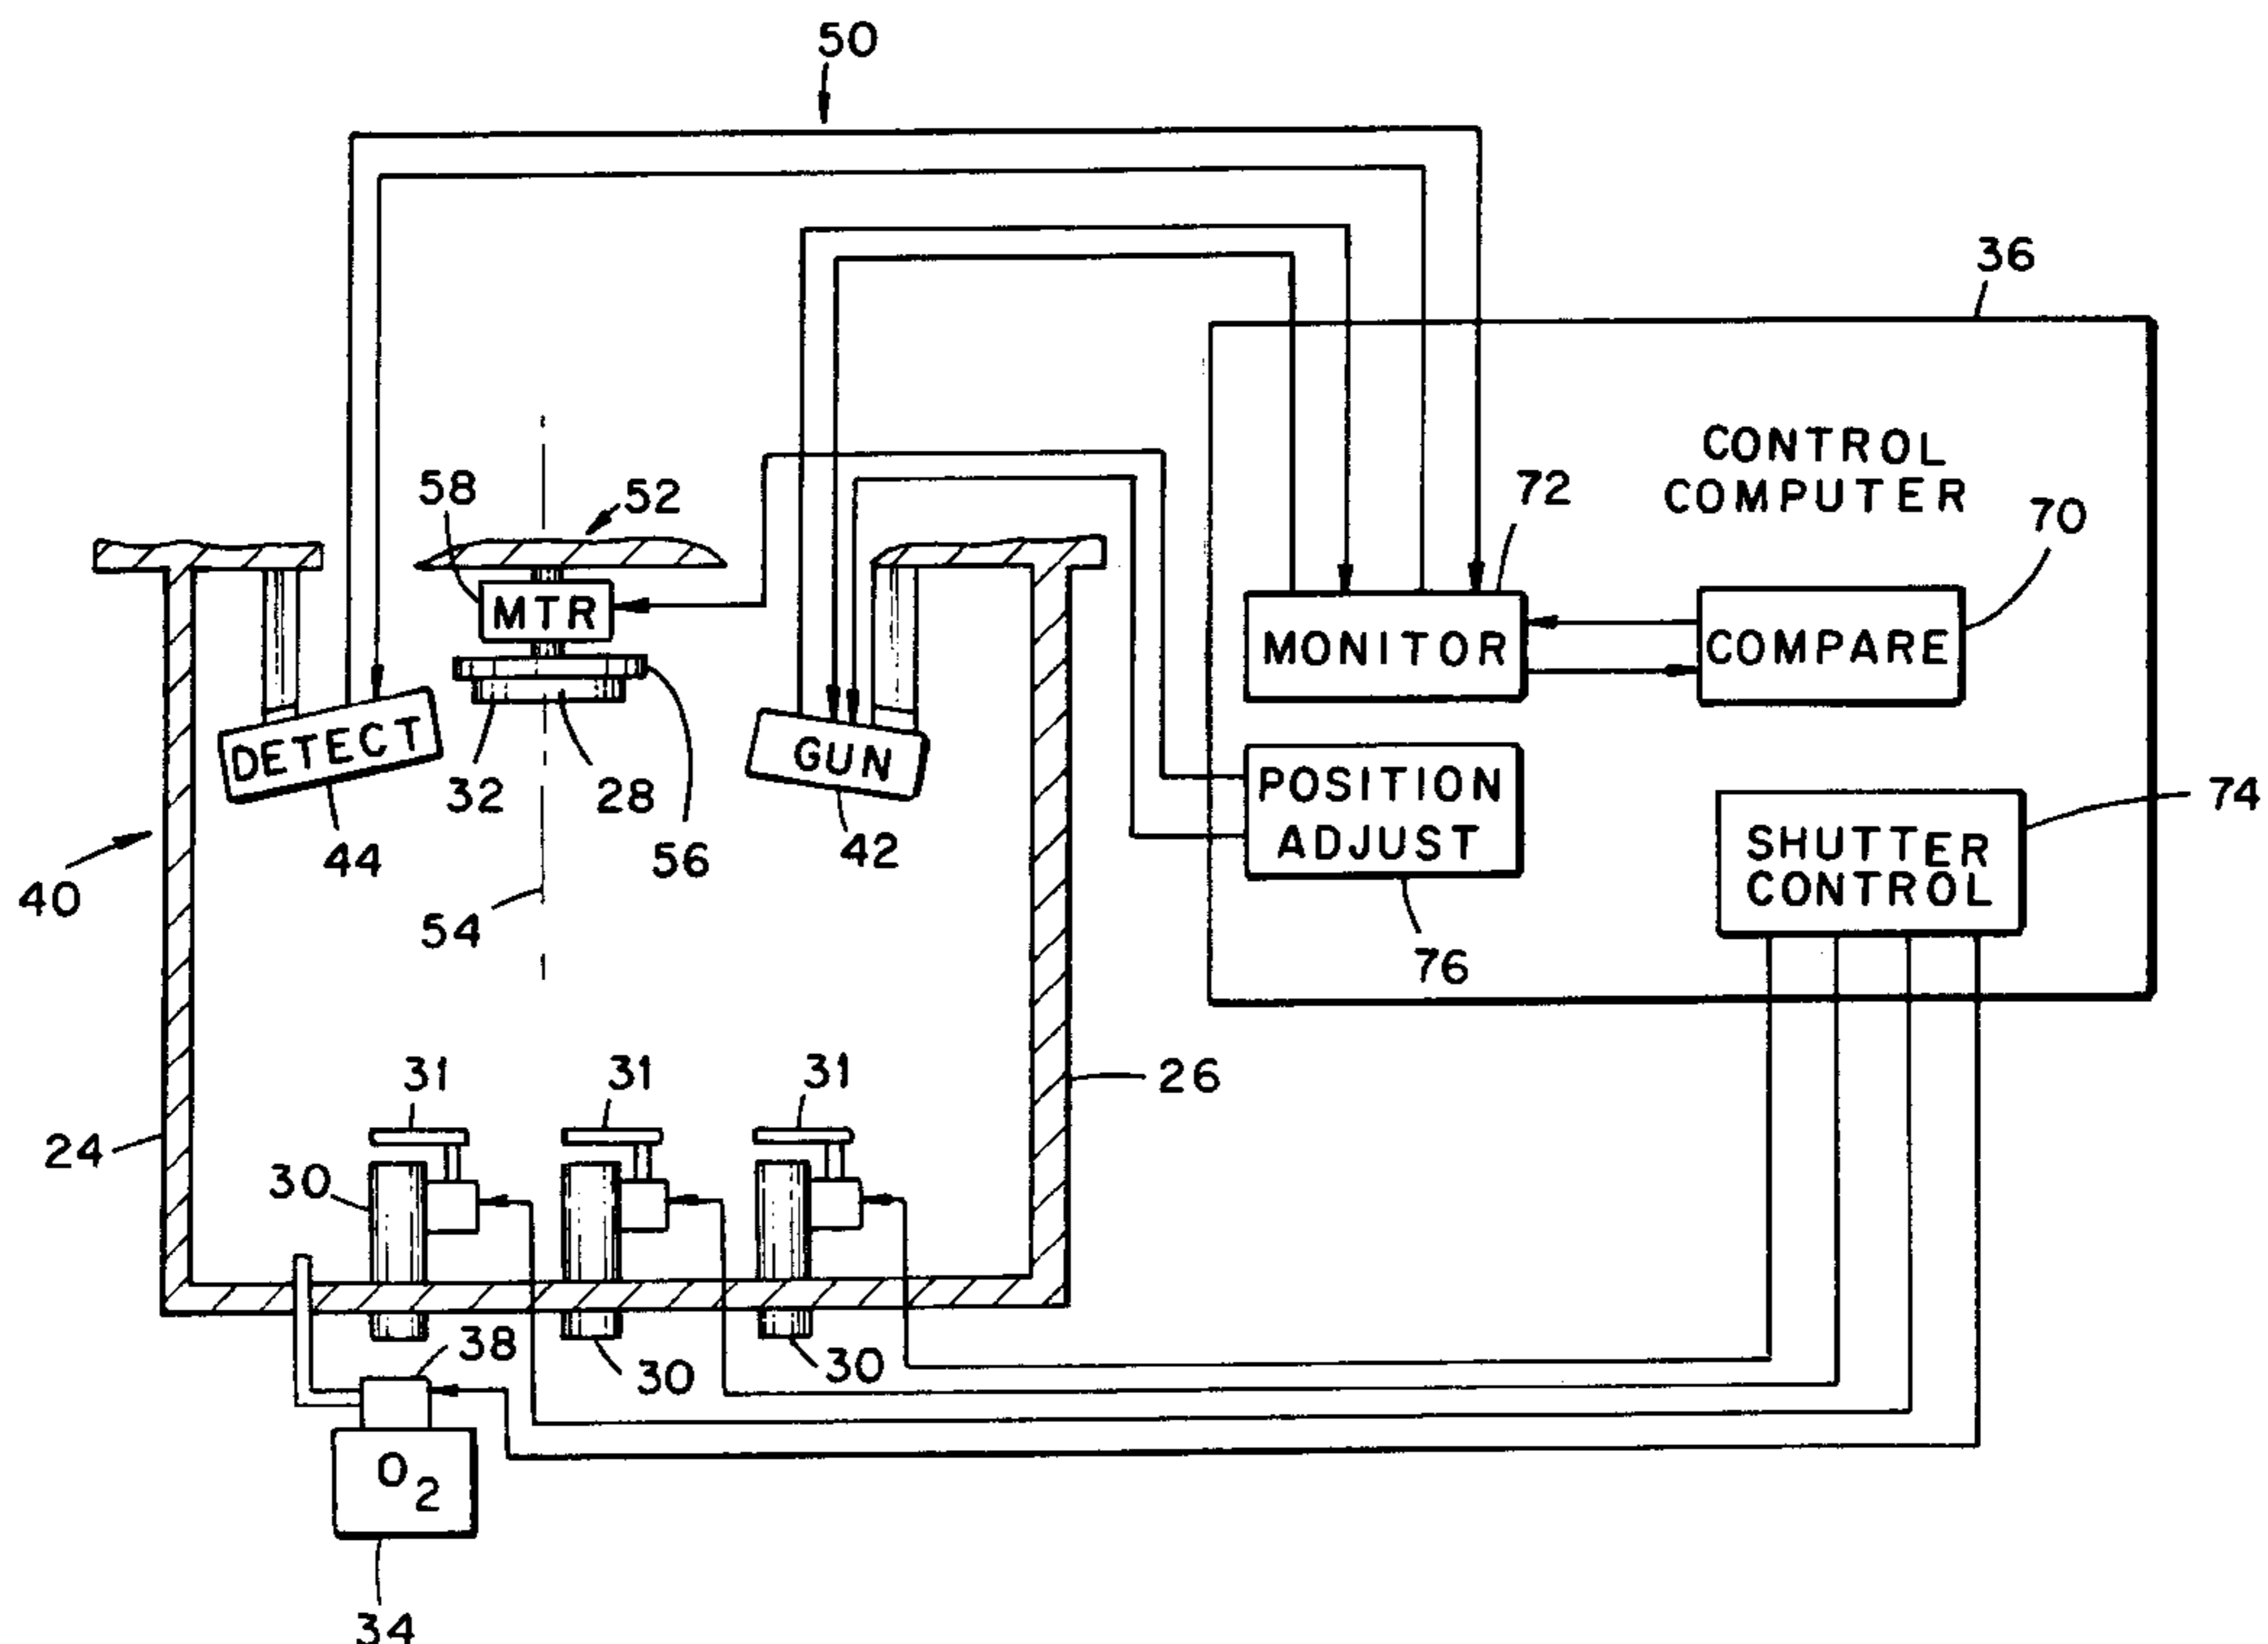 50
36
CONTROL
COMPUTER
58
52
72
70
MTR
MONITOR
COMPARE
DETECT
GUN
32
28
POSITION
ADJUST
74
44
56
42
SHUTTER
CONTROL
40
54
76
31
31
31
26
24
30
38
30
30
O2
34